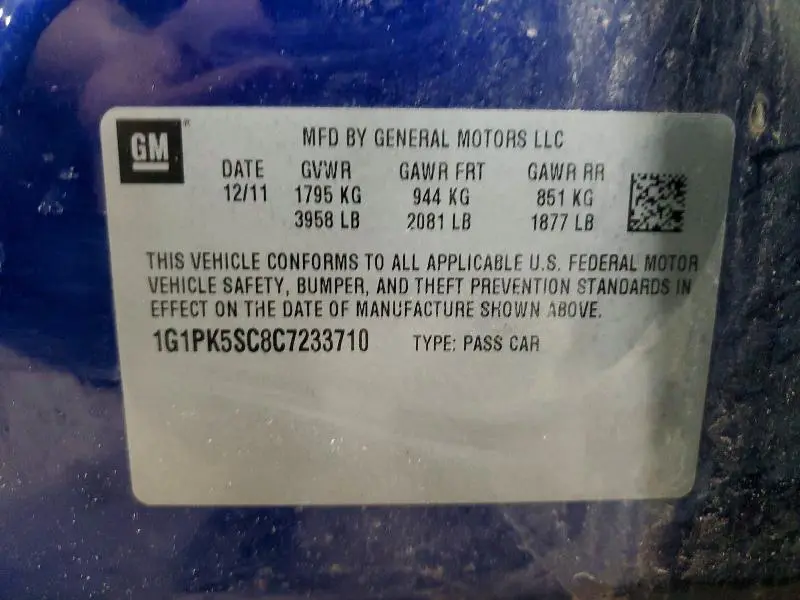 GM
MFD BY GENERAL MOTORS LLC
DATE GVWR GAWR FRT GAWR RR
12/11 1795 KG 944 KG 851 KG
3958 LB 2081 LB 1877 LB
THIS VEHICLE CONFORMS TO ALL APPLICABLE U.S. FEDERAL MOTOR
VEHICLE SAFETY, BUMPER, AND THEFT PREVENTION STANDARDS IN
EFFECT ON THE DATE OF MANUFACTURE SHOWN ABOVE.
1G1PK5SC8C7233710 TYPE: PASS CAR